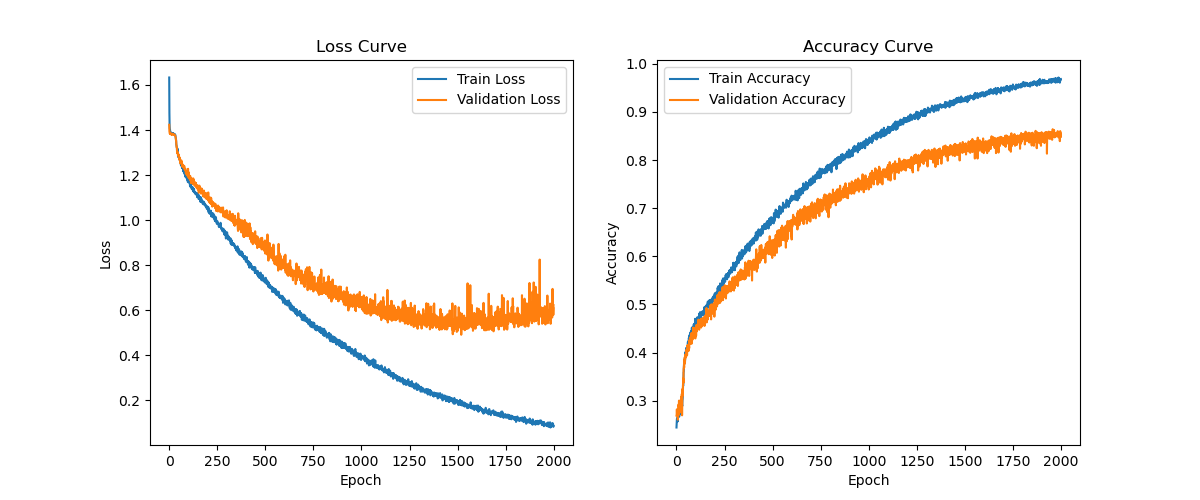 Loss Curve
1.6
1.4
1.2
1.0
0.8
0.6
0.4
0.2
Loss
Train Loss
Validation Loss
0 250 500 750 1000 1250 1500 1750 2000
Epoch
Accuracy Curve
1.0
0.9
0.8
0.7
0.6
0.5
0.4
0.3
Accuracy
Train Accuracy
Validation Accuracy
0 250 500 750 1000 1250 1500 1750 2000
Epoch